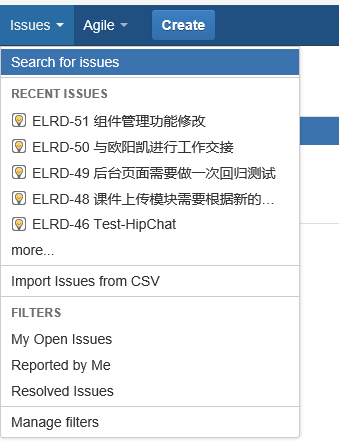 Issues Agile Create
Search for issues
RECENT ISSUES
ELRD-51 组件管理功能修改
ELRD-50 与欧阳凯进行工作交接
ELRD-49 后台页面需要做一次回归测试
ELRD-48 课件上传模块需要根据新的…
ELRD-46 Test-HipChat
more...
Import Issues from CSV
FILTERS
My Open Issues
Reported by Me
Resolved Issues
Manage filters